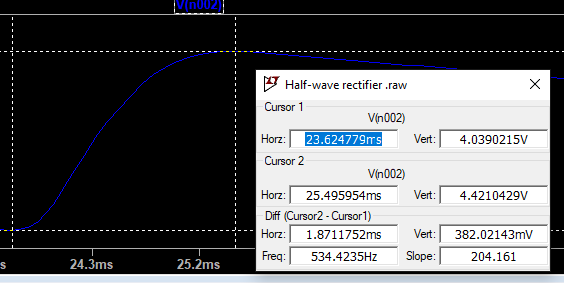 V(n002)
Half-wave rectifier .raw
Cursor 1
V(n002)
Horz: 23.624779ms Vert: 4.0390215V
Cursor 2
V(n002)
Horz: 25.495954ms Vert: 4.4210429V
Diff (Cursor2 - Cursor1)
Horz: 1.8711752ms Vert: 382.02143mV
Freq: 534.4235Hz Slope: 204.161
s 24.3ms 25.2ms